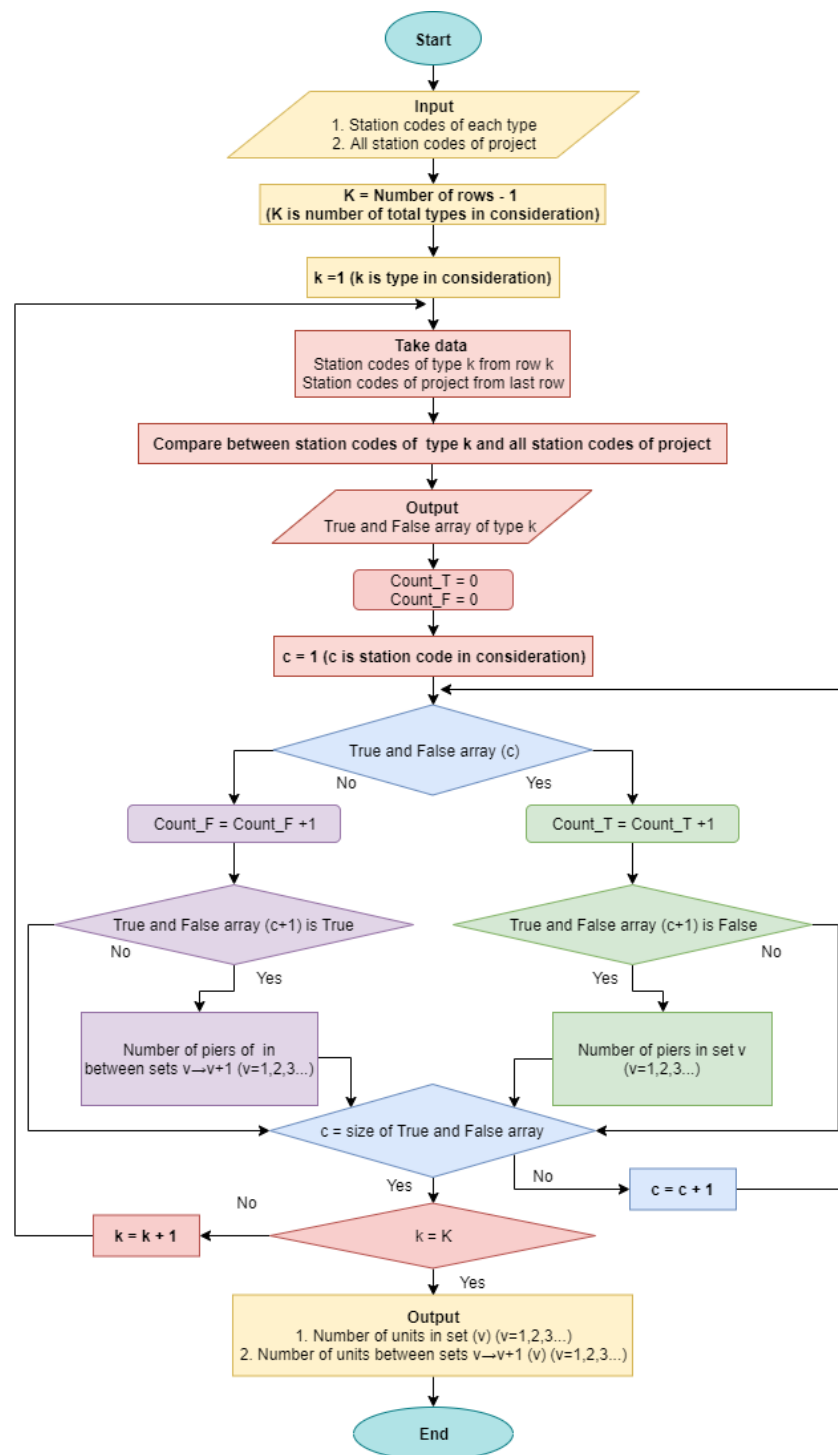 Start
Input
1. Station codes of each type
2. All station codes of project
K = Number of rows - 1
(K is number of total types in consideration)
k =1 (k is type in consideration)
Take data
Station codes of type k from row k
Station codes of project from last row
Compare between station codes of type k and all station codes of project
Output
True and False array of type k
Count_T = 0
Count_F = 0
c = 1 (c is station code in consideration)
True and False array (c)
No
Yes
Count_F = Count_F +1
Count_T = Count_T +1
True and False array (c+1) is True
True and False array (c+1) is False
No
Yes
Yes
No
Number of piers of in
between sets v→v+1 (v=1,2,3...)
Number of piers in set v
(v=1,2,3...)
c = size of True and False array
Yes
No
c = c + 1
No
k = k + 1
k = K
Yes
Output
1. Number of units in set (v) (v=1,2,3...)
2. Number of units between sets v→v+1 (v) (v=1,2,3...)
End